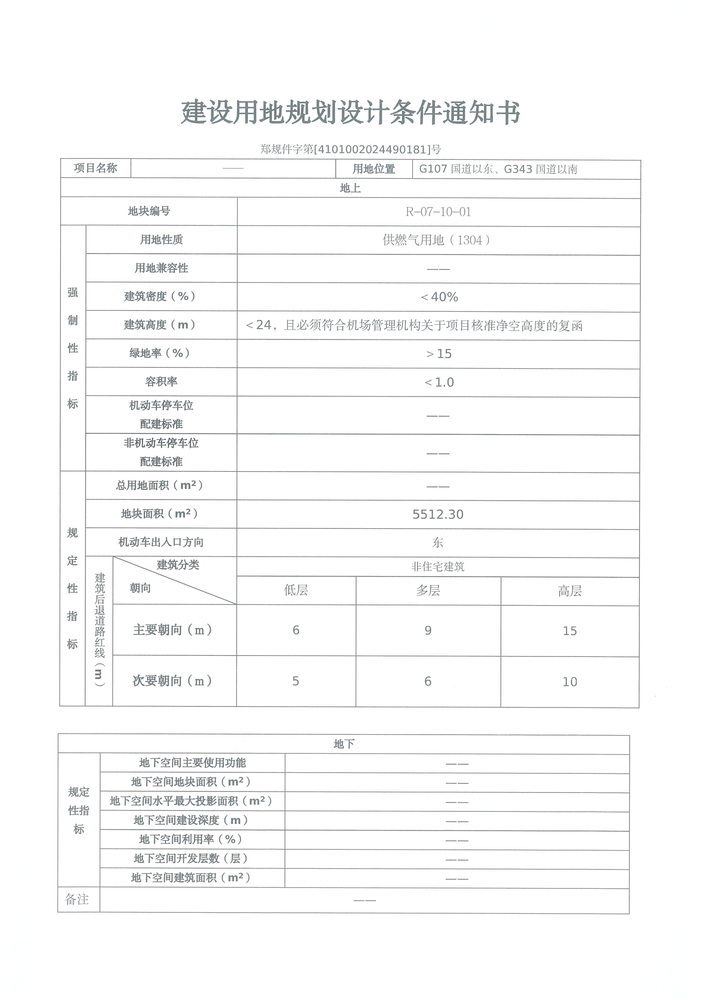 建设用地规划设计条件通知书
郑规件字第[4101002024490181]号
项目名称 —— 用地位置 G107 国道以东、G343 国道以南
地上
地块编号 R-07-10-01
强制性指标
用地性质 供燃气用地（1304）
用地兼容性 ——
建筑密度（%） ＜40%
建筑高度（m） ＜24，且必须符合机场管理机构关于项目核准净空高度的复函
绿地率（%） ＞15
容积率 ＜1.0
机动车停车位
配建标准 ——
非机动车停车位
配建标准 ——
规定性指标
总用地面积（m²） ——
地块面积（m²） 5512.30
机动车出入口方向 东
建筑后退道路红线（m）
建筑分类 非住宅建筑
朝向 低层 多层 高层
主要朝向（m） 6 9 15
次要朝向（m） 5 6 10
地下
规定
性指
标
地下空间主要使用功能 ——
地下空间地块面积（m²） ——
地下空间水平最大投影面积（m²） ——
地下空间建设深度（m） ——
地下空间利用率（%） ——
地下空间开发层数（层） ——
地下空间建筑面积（m²） ——
备注 ——